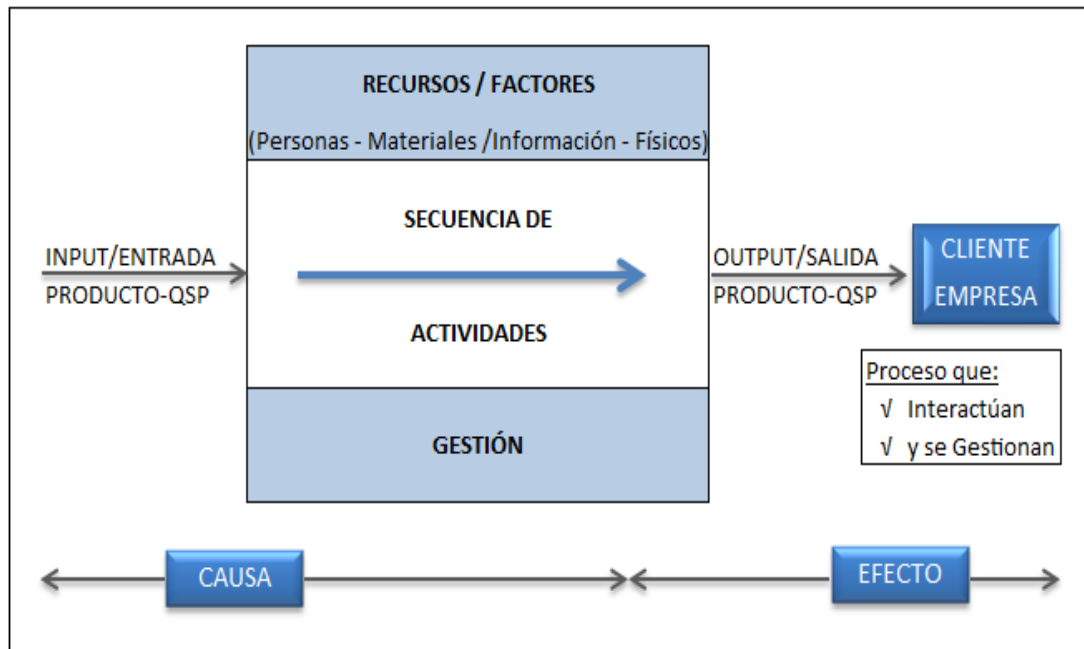 RECURSOS / FACTORES
(Personas - Materiales /Información - Físicos)
SECUENCIA DE
ACTIVIDADES
INPUT/ENTRADA
PRODUCTO-QSP
OUTPUT/SALIDA
PRODUCTO-QSP
CLIENTE
EMPRESA
Proceso que:
√ Interactúan
√ y se Gestionan
GESTIÓN
CAUSA
EFECTO